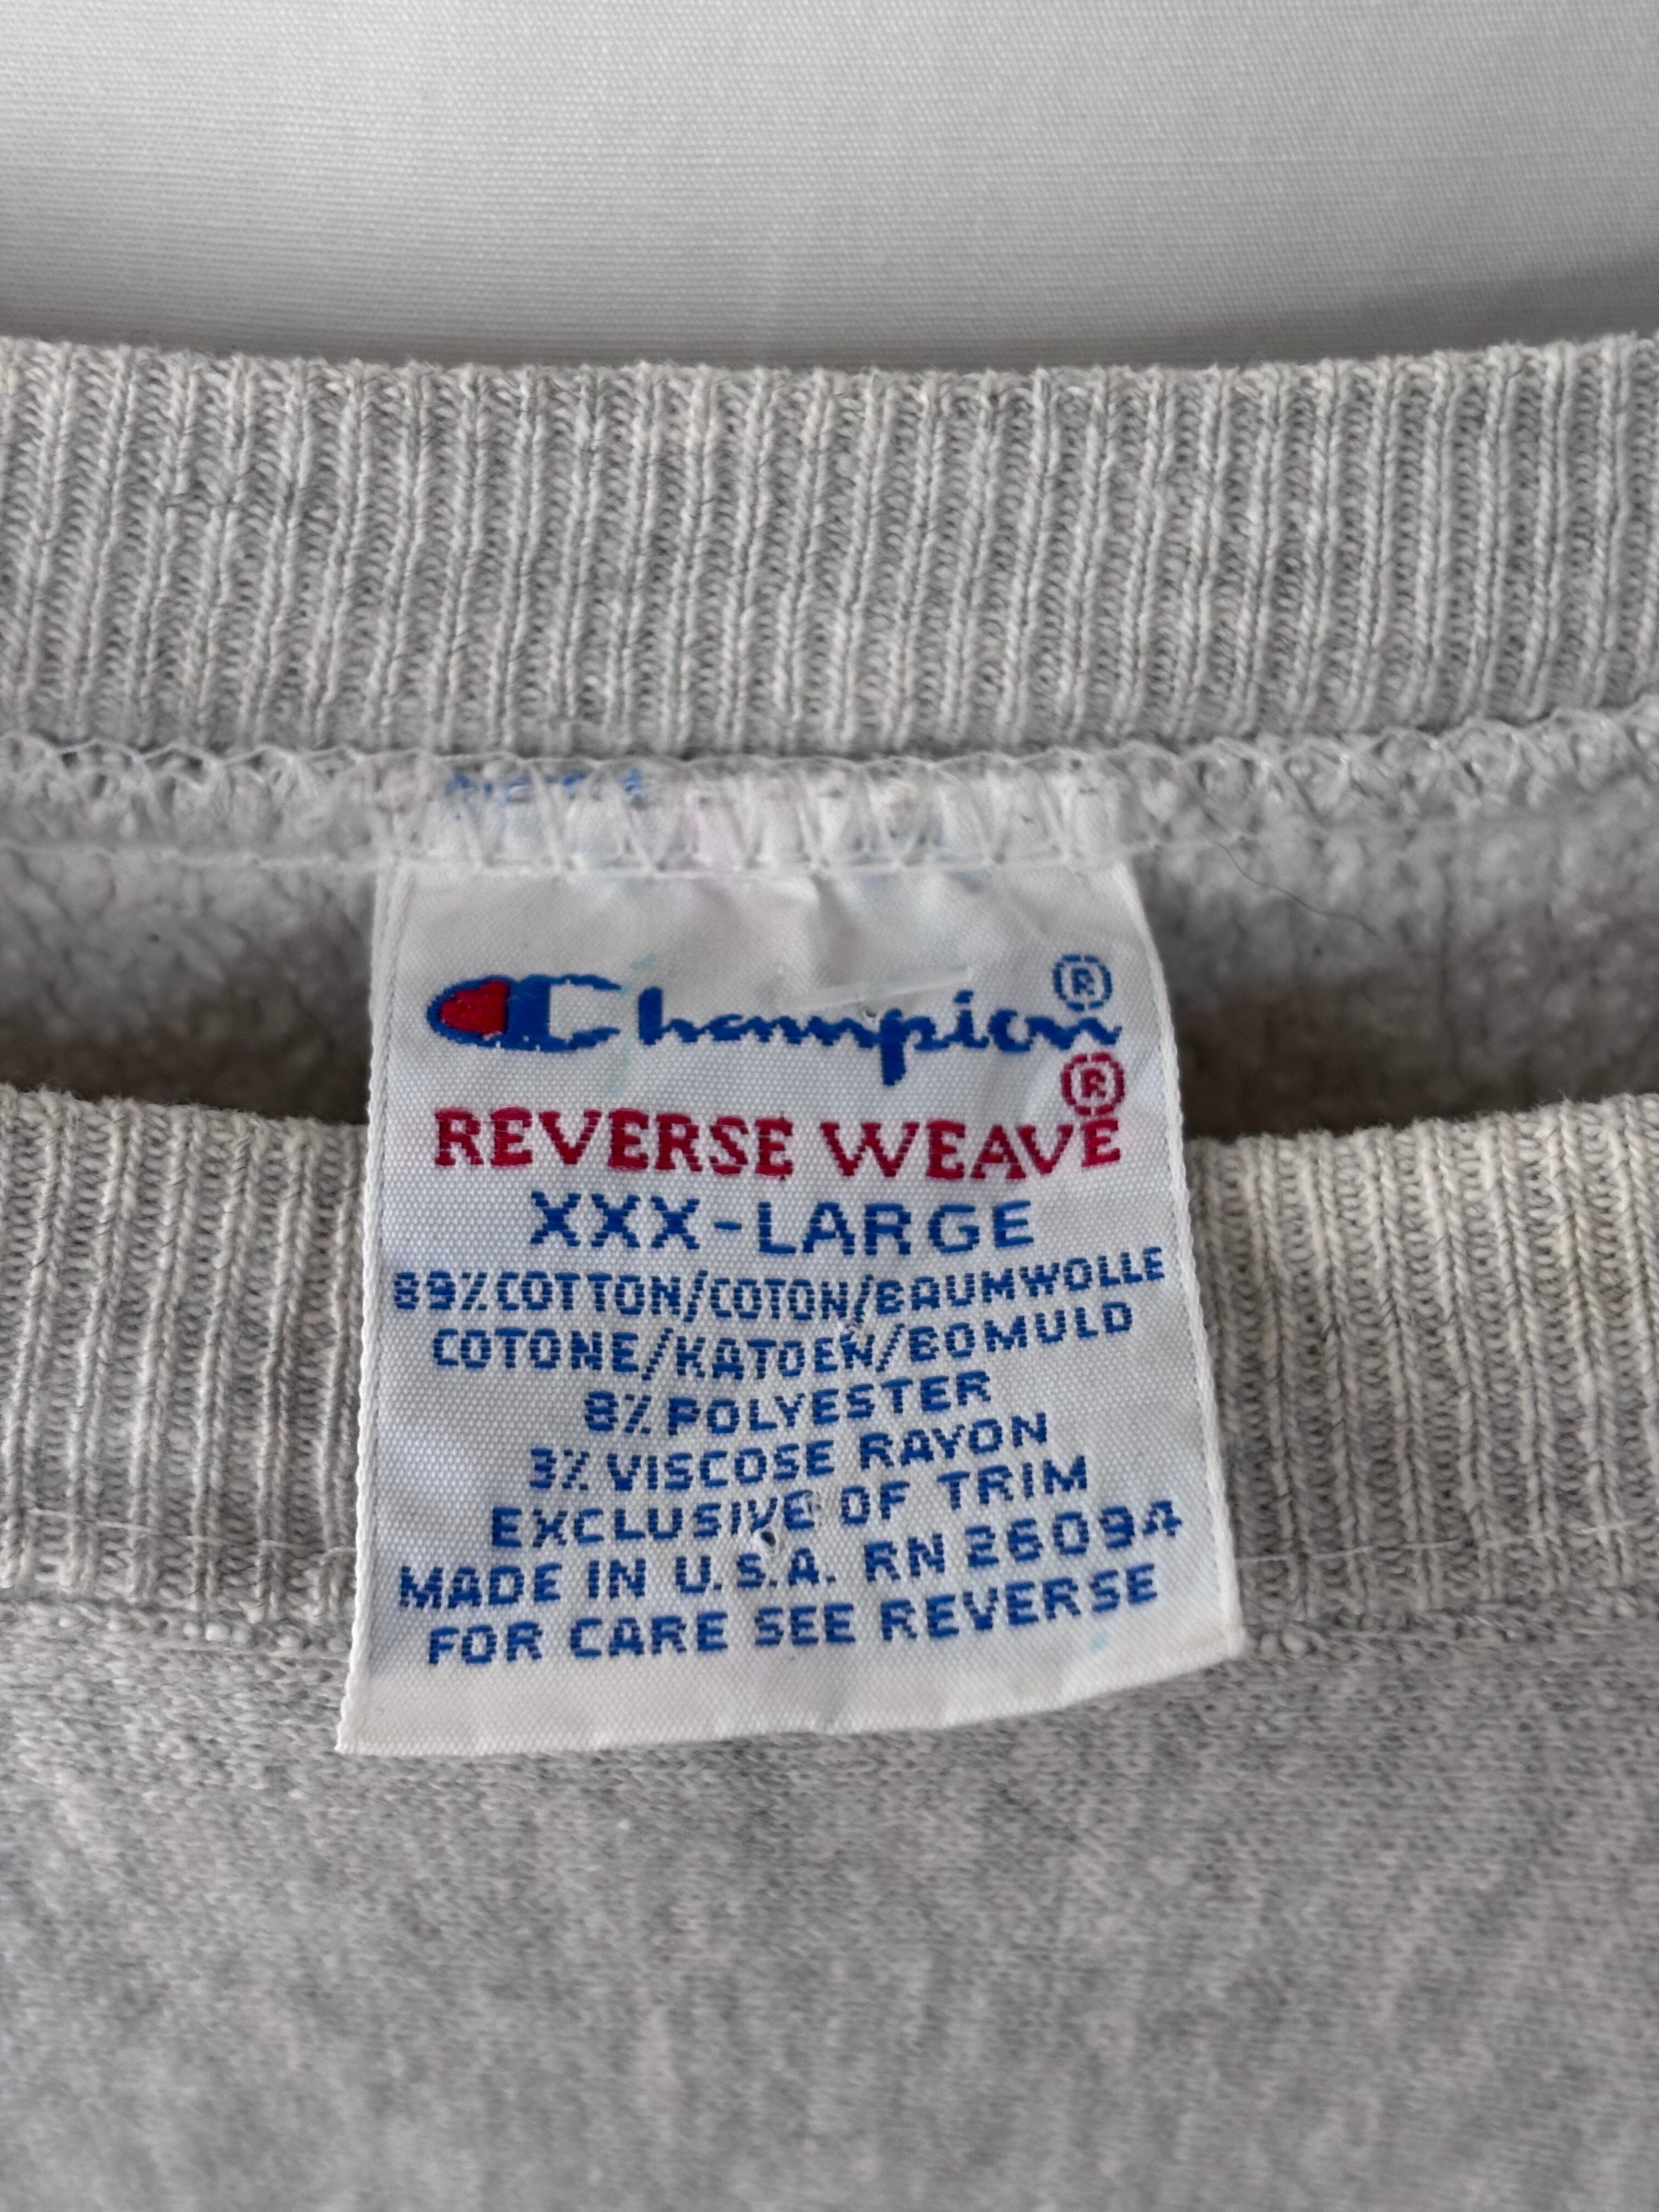 Champion®
REVERSE WEAVE®
XXX-LARGE
89% COTTON/COTON/BAUMWOLLE
COTONE/KATOEN/BOMULD
8% POLYESTER
3% VISCOSE RAYON
EXCLUSIVE OF TRIM
MADE IN U.S.A. RN 26094
FOR CARE SEE REVERSE